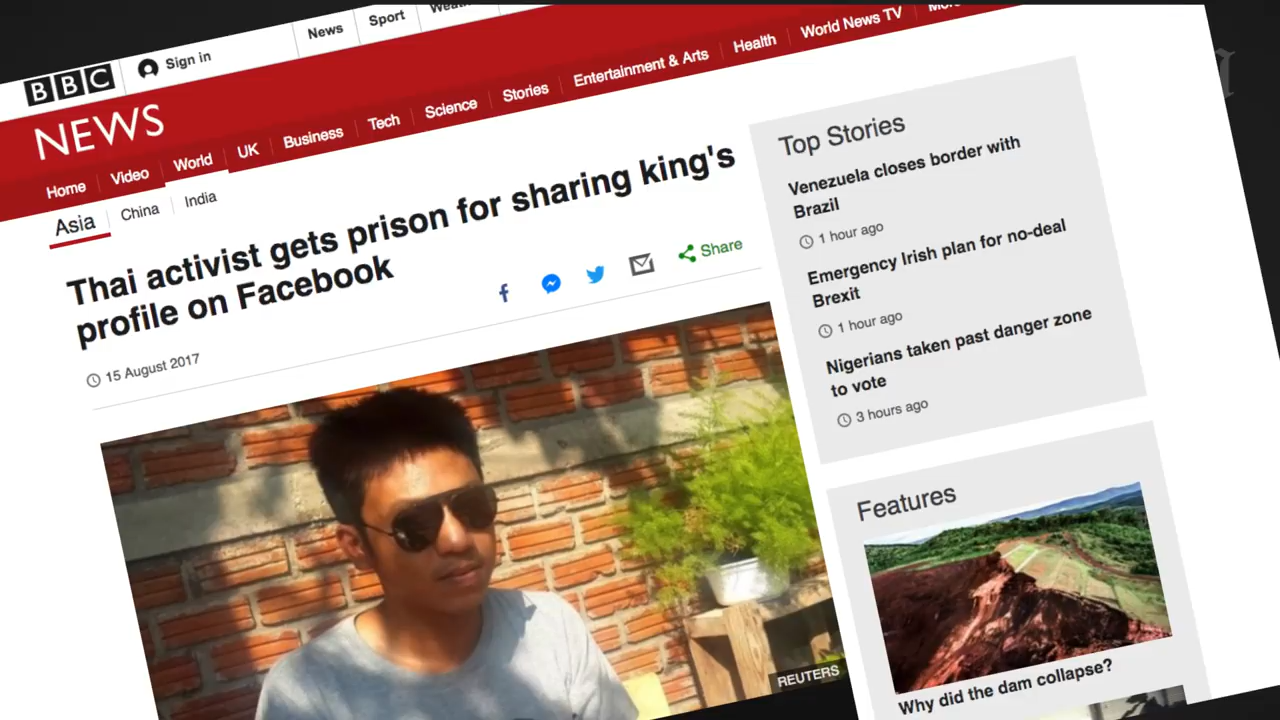 BBC
Sign in
News
Sport
NEWS
Home
Video
World
UK
Business
Tech
Science
Stories
Entertainment & Arts
Health
World News TV
Asia
China
India
Thai activist gets prison for sharing king's
profile on Facebook
15 August 2017
Share
REUTERS
Top Stories
Venezuela closes border with
Brazil
1 hour ago
Emergency Irish plan for no-deal
Brexit
1 hour ago
Nigerians taken past danger zone
to vote
3 hours ago
Features
Why did the dam collapse?